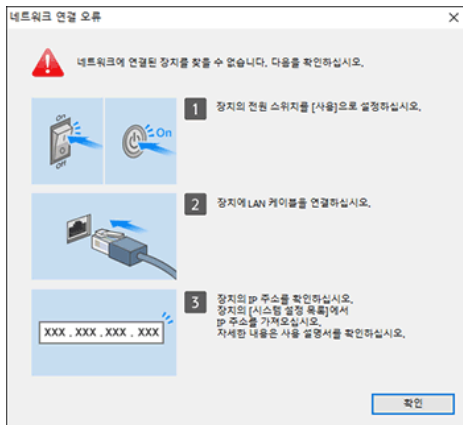 네트워크 연결 오류
네트워크에 연결된 장치를 찾을 수 없습니다. 다음을 확인하십시오.
On
Off
On
1
장치의 전원 스위치를 [사용]으로 설정하십시오.
2
장치에 LAN 케이블을 연결하십시오.
3
장치의 IP 주소를 확인하십시오.
장치의 [시스템 설정 목록]에서
IP 주소를 가져오십시오.
자세한 내용은 사용 설명서를 확인하십시오.
XXX . XXX . XXX . XXX
확인